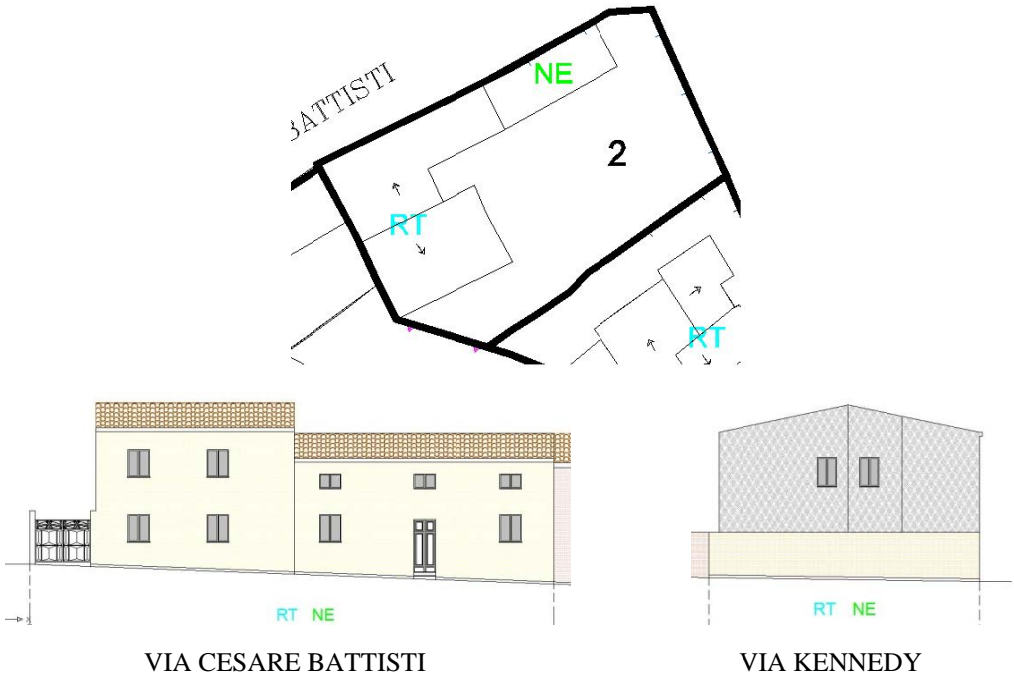 BATTISTI
NE
2
RT
RT
RT NE
RT NE
VIA CESARE BATTISTI
VIA KENNEDY